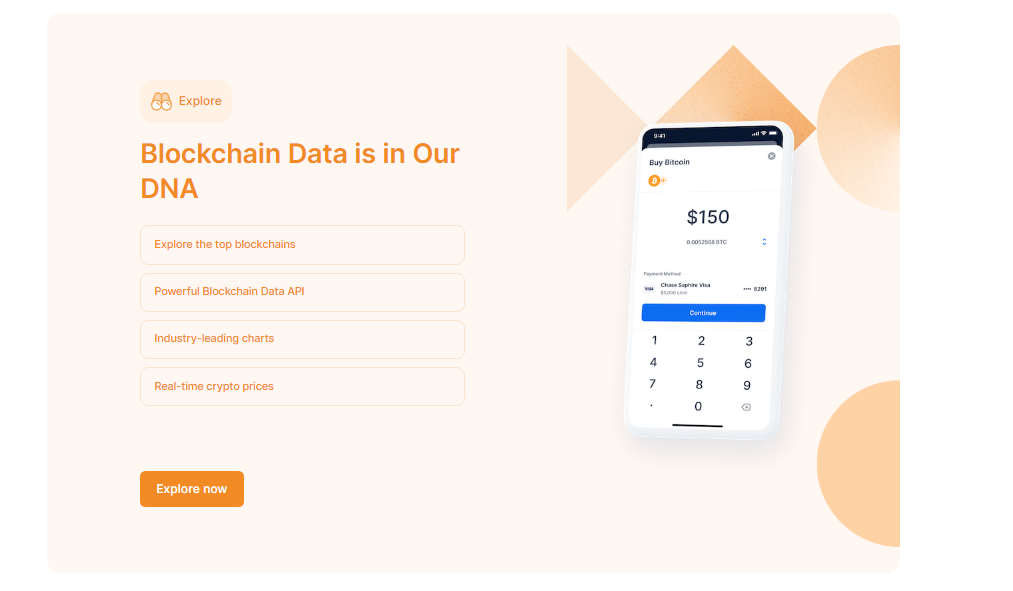 Explore
Blockchain Data is in Our
DNA
Explore the top blockchains
Powerful Blockchain Data API
Industry-leading charts
Real-time crypto prices
Explore now
9:41
Buy Bitcoin
$150
0.0052558 BTC
Payment Method
VISA
Chase Saphire Visa
$5,000 Limit
•••• 8291
Continue
1 2 3
4 5 6
7 8 9
. 0